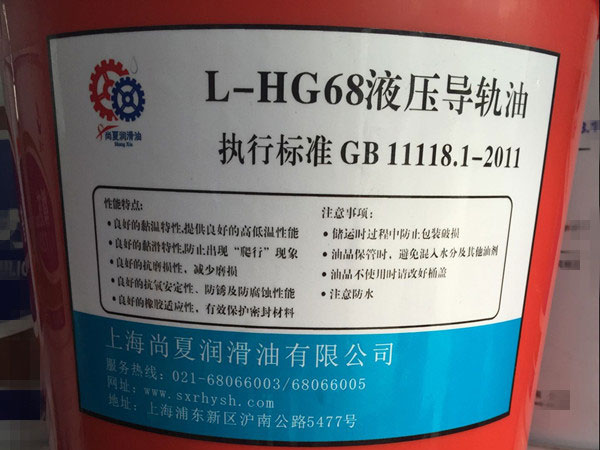 L-HG68液压导轨油
执行标准 GB 11118.1-2011
尚夏润滑油
Shang Xia
性能特点:
•良好的黏温特性,提供良好的高低温性能
•良好的黏滑特性,防止出现“爬行”现象
•良好的抗磨损性，减少磨损
•良好的抗氧安定性、防锈及防腐蚀性能
•良好的橡胶适应性，有效保护密封材料
注意事项:
•储运时过程中防止包装破损
•油品保管时，避免混入水分及其他油剂
•油品不使用时请改好桶盖
•注意防水
上海尚夏润滑油有限公司
服务热线: 021-68066003/68066005
网址: www.sxrhysh.com
地址: 上海浦东新区沪南公路5477号